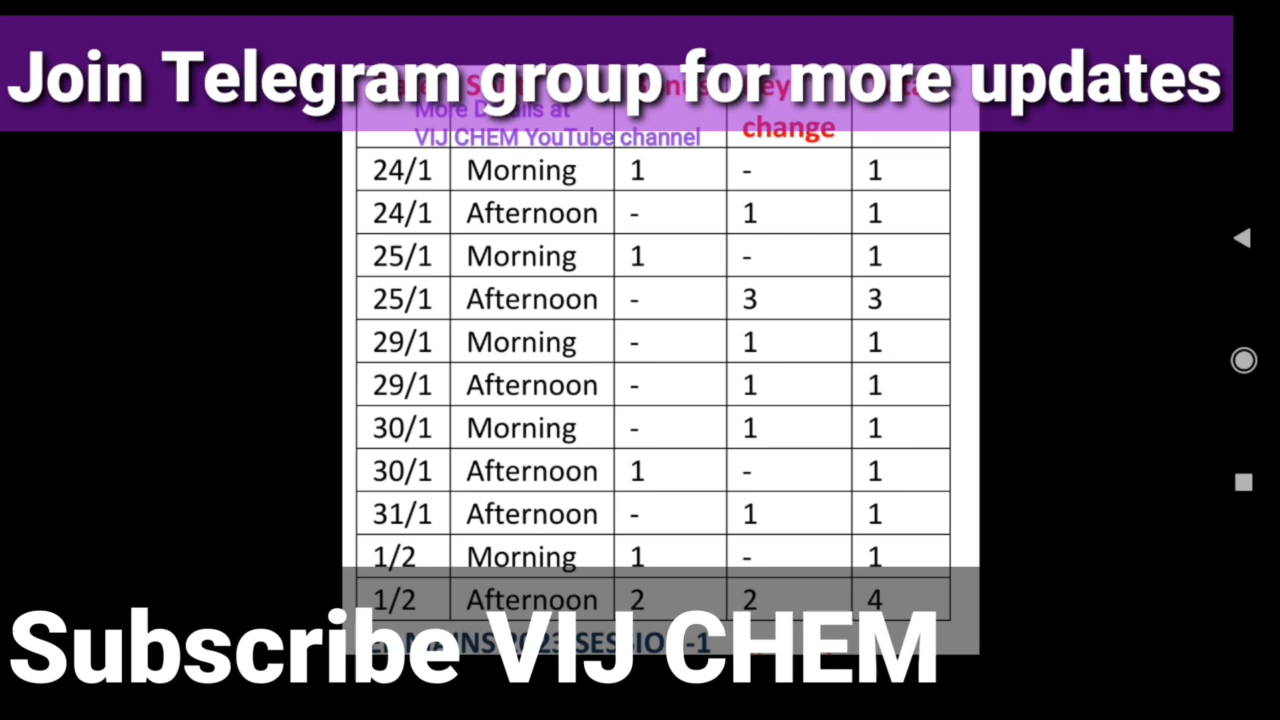 Join Telegram group for more updates
More Details at
VIJ CHEM YouTube channel
change
24/1 Morning 1 - 1
24/1 Afternoon - 1 1
25/1 Morning 1 - 1
25/1 Afternoon - 3 3
29/1 Morning - 1 1
29/1 Afternoon - 1 1
30/1 Morning - 1 1
30/1 Afternoon 1 - 1
31/1 Afternoon - 1 1
1/2 Morning 1 - 1
1/2 Afternoon 2 2 4
Subscribe VIJ CHEM